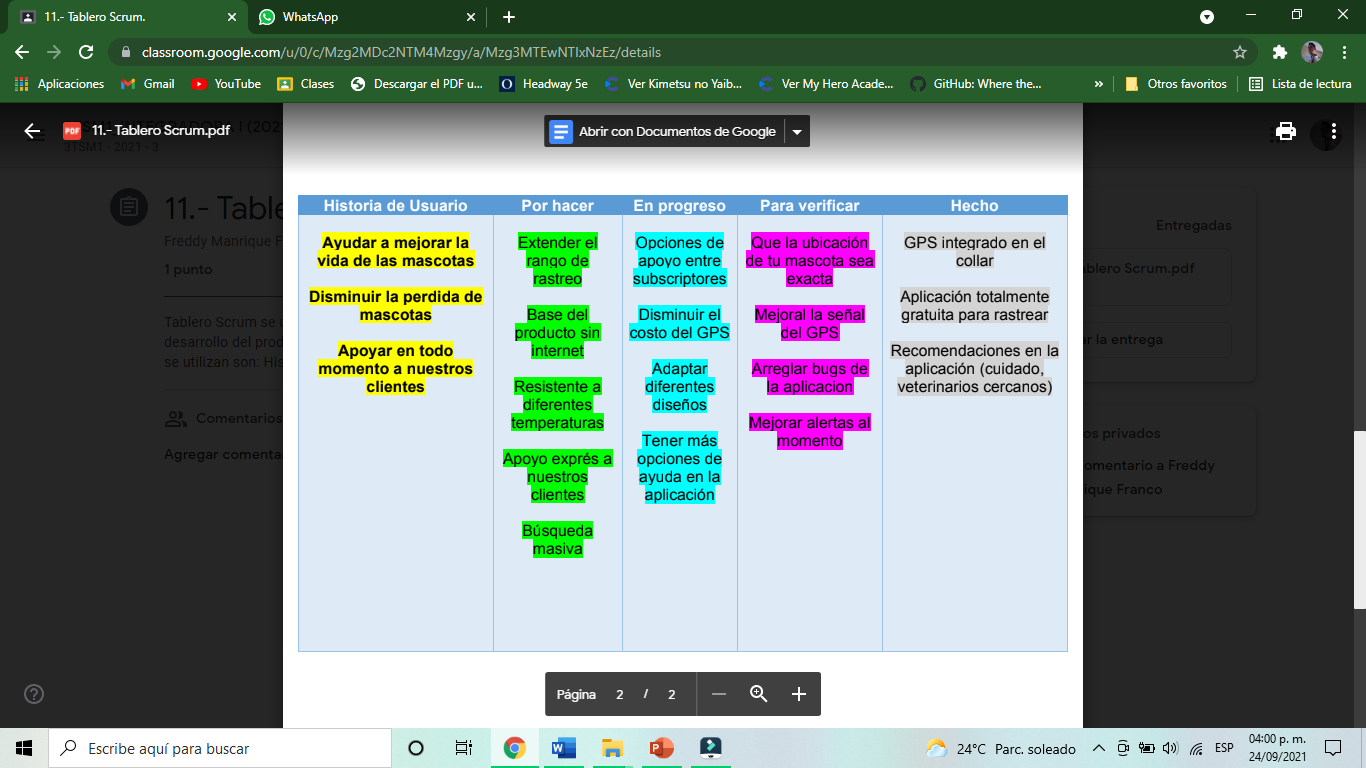 11.- Tablero Scrum.
WhatsApp
classroom.google.com/u/0/c/Mzg2MDc2NTM4Mzgy/a/Mzg3MTEwNTIxNzEz/details
Aplicaciones
Gmail
YouTube
Clases
Descargar el PDF u...
Headway 5e
Ver Kimetsu no Yaib...
Ver My Hero Acade...
GitHub: Where the...
»
Otros favoritos
Lista de lectura
PDF
11.- Tablero Scrum.pdf
Abrir con Documentos de Google
3TSM1 - 2021 - 3
11.- Table
Freddy Manrique F
1 punto
Tablero Scrum se u
desarrollo del proc
se utilizan son: His
Comentarios
Agregar comenta
Entregadas
ablero Scrum.pdf
ar la entrega
os privados
omentario a Freddy
ique Franco
Historia de Usuario
Ayudar a mejorar la
vida de las mascotas
Disminuir la perdida de
mascotas
Apoyar en todo
momento a nuestros
clientes
Por hacer
Extender el
rango de
rastreo
Base del
producto sin
internet
Resistente a
diferentes
temperaturas
Apoyo exprés a
nuestros
clientes
Búsqueda
masiva
En progreso
Opciones de
apoyo entre
subscriptores
Disminuir el
costo del GPS
Adaptar
diferentes
diseños
Tener más
opciones de
ayuda en la
aplicación
Para verificar
Que la ubicación
de tu mascota sea
exacta
Mejoral la señal
del GPS
Arreglar bugs de
la aplicacion
Mejorar alertas al
momento
Hecho
GPS integrado en el
collar
Aplicación totalmente
gratuita para rastrear
Recomendaciones en la
aplicación (cuidado,
veterinarios cercanos)
Página 2 / 2
Escribe aquí para buscar
24°C Parc. soleado
ESP
04:00 p. m.
24/09/2021